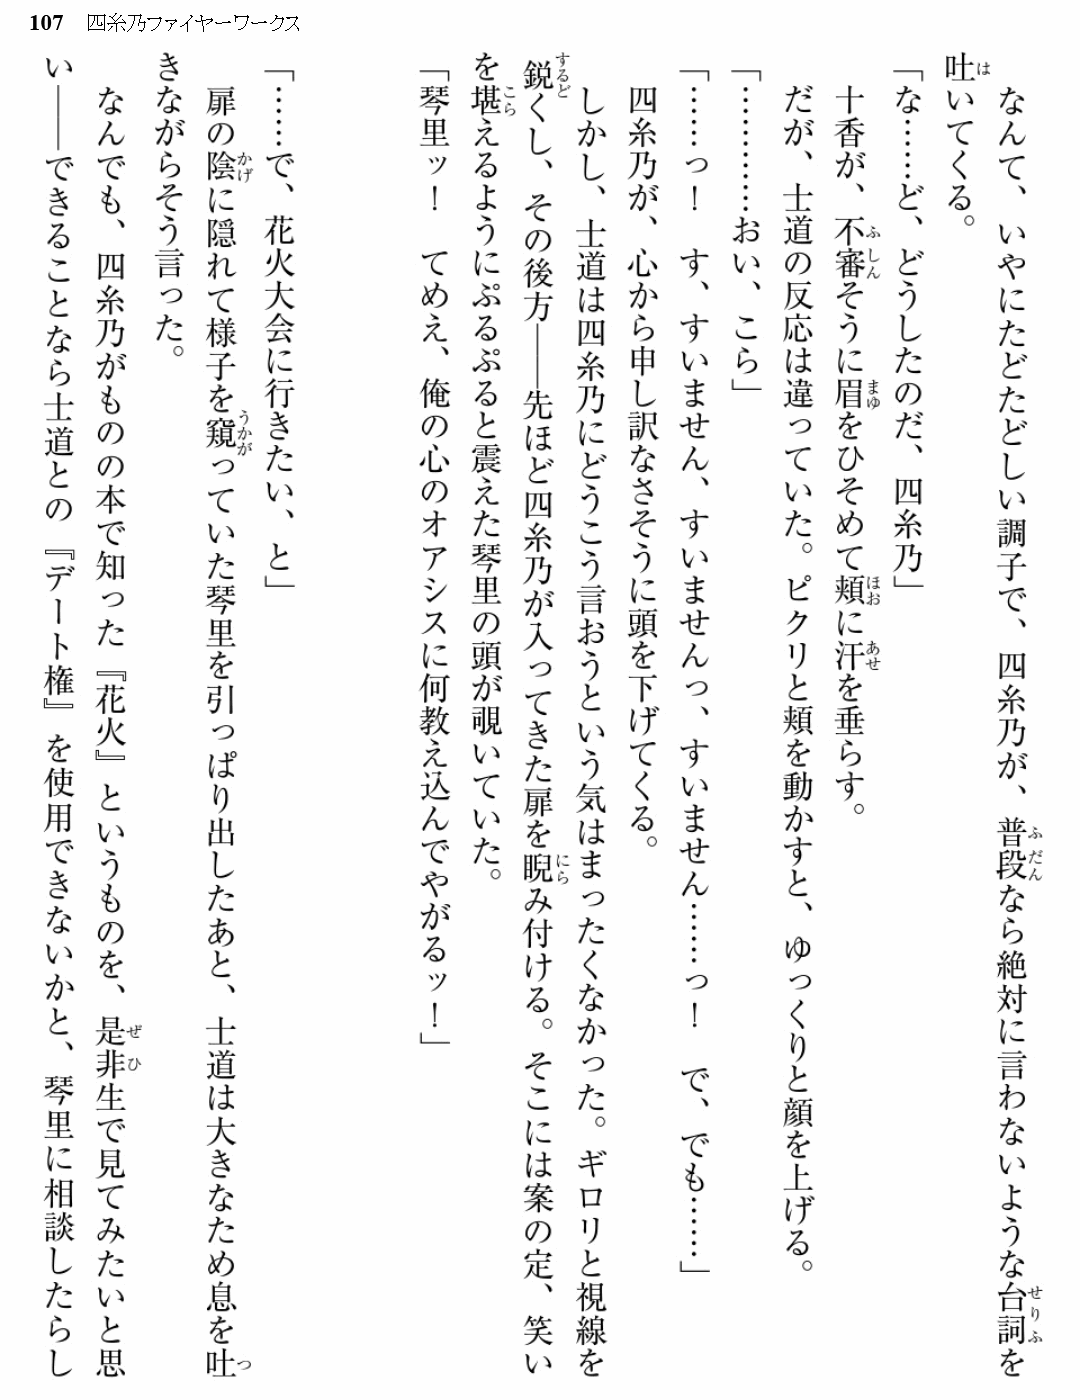 107 四糸乃ファイヤーワークス
なんて、いやにたどたどしい調子で、四糸乃が、普段なら絶対に言わないような台詞を
吐いてくる。
「な……ど、どうしたのだ、四糸乃」
十香が、不審そうに眉をひそめて頬に汗を垂らす。
だが、士道の反応は違っていた。ピクリと頬を動かすと、ゆっくりと顔を上げる。
「…………おい、こら」
「……っ！　す、すいません、すいませんっ、すいません……っ！　で、でも……」
四糸乃が、心から申し訳なさそうに頭を下げてくる。
しかし、士道は四糸乃にどうこう言おうという気はまったくなかった。ギロリと視線を
鋭くし、その後方――先ほど四糸乃が入ってきた扉を睨み付ける。そこには案の定、笑い
を堪えるようにぷるぷると震えた琴里の頭が覗いていた。
「琴里ッ！　てめえ、俺の心のオアシスに何教え込んでやがるッ！」
「……で、花火大会に行きたい、と」
扉の陰に隠れて様子を窺っていた琴里を引っぱり出したあと、士道は大きなため息を吐
きながらそう言った。
なんでも、四糸乃がものの本で知った『花火』というものを、是非生で見てみたいと思
い――できることなら士道との『デート権』を使用できないかと、琴里に相談したらし